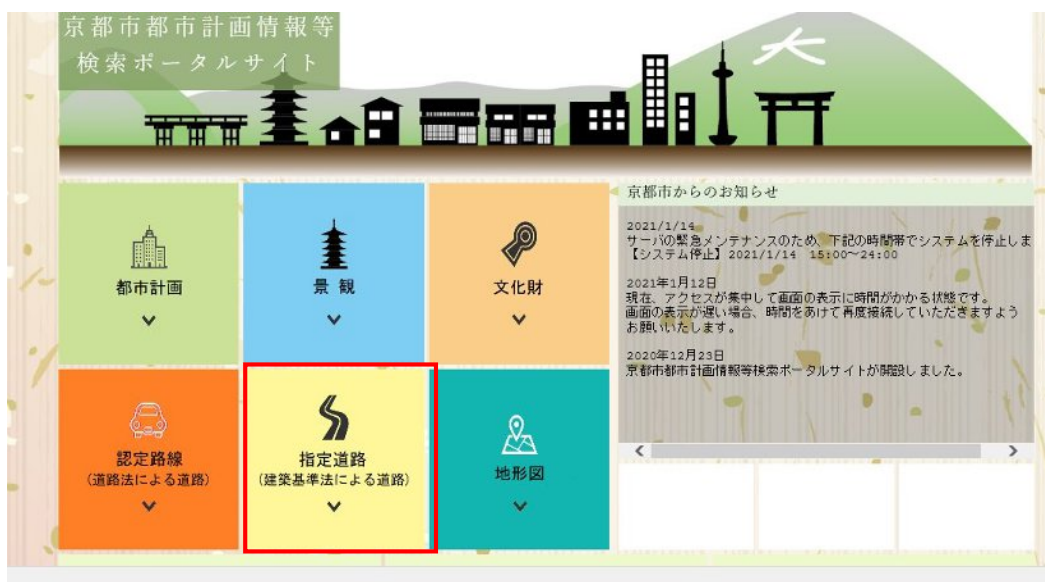 京都市都市計画情報等
検索ポータルサイト
大
都市計画
景 観
文化財
認定路線
（道路法による道路）
指定道路
（建築基準法による道路）
地形図
京都市からのお知らせ
2021/1/14
サーバの緊急メンテナンスのため、下記の時間帯でシステムを停止しま
【システム停止】2021/1/14 15:00～24:00
2021年1月12日
現在、アクセスが集中して画面の表示に時間がかかる状態です。
画面の表示が遅い場合、時間をあけて再度接続していただきますよう
お願いいたします。
2020年12月23日
京都市都市計画情報等検索ポータルサイトが開設しました。